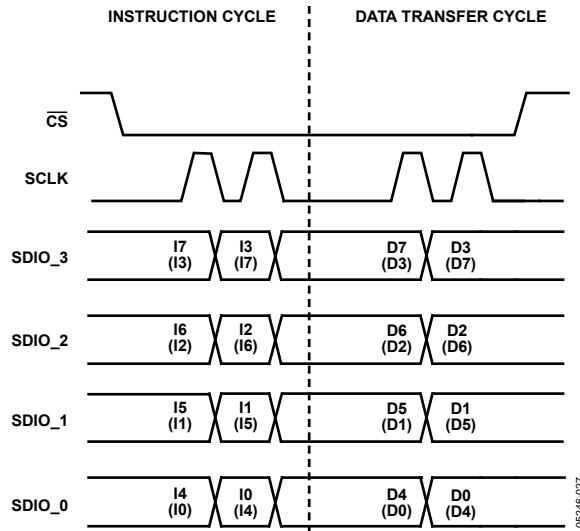 INSTRUCTION CYCLE DATA TRANSFER CYCLE
CS
SCLK
SDIO_3 I7 I3 D7 D3
(I3) (I7) (D3) (D7)
SDIO_2 I6 I2 D6 D2
(I2) (I6) (D2) (D6)
SDIO_1 I5 I1 D5 D1
(I1) (I5) (D1) (D5)
SDIO_0 I4 I0 D4 D0
(I0) (I4) (D0) (D4)
05246-027